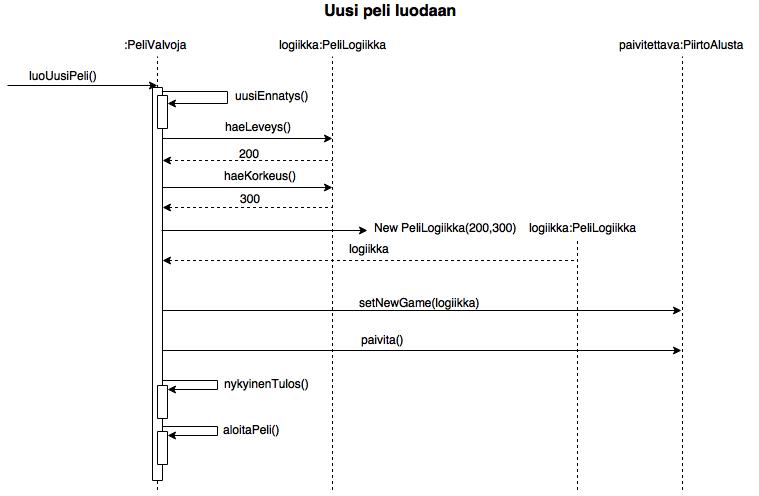 Uusi peli luodaan
:PeliValvoja
logiikka:PeliLogiikka
paivitettava:PiirtoAlusta
luoUusiPeli()
uusiEnnatys()
haeLeveys()
200
haeKorkeus()
300
New PeliLogiikka(200,300)
logiikka:PeliLogiikka
logiikka
setNewGame(logiikka)
paivita()
nykyinenTulos()
aloitaPeli()